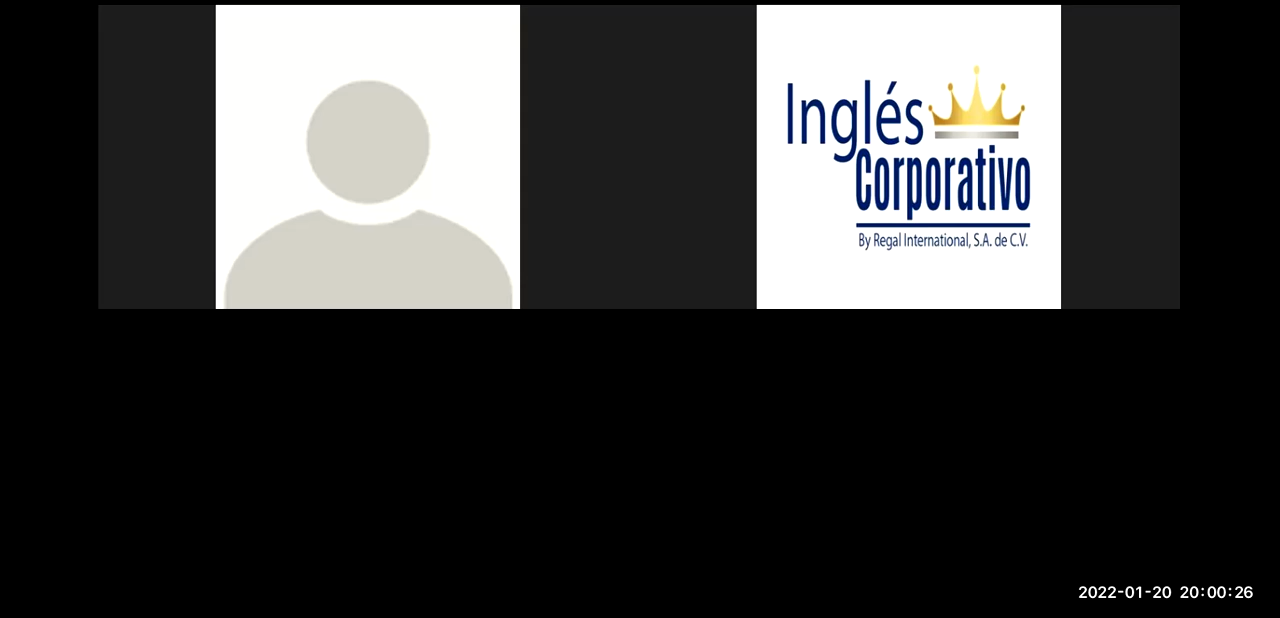 Inglés
Corporativo
By Regal International, S.A. de C.V.
2022-01-20 20:00:26